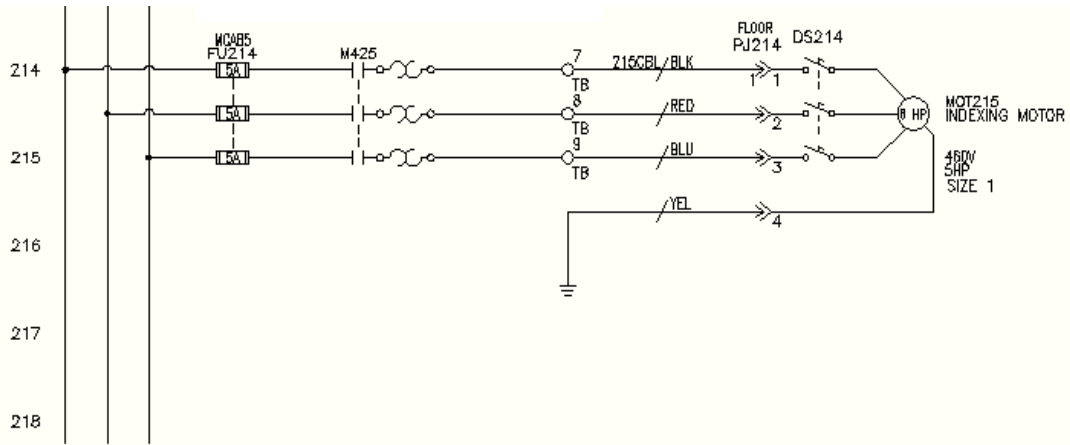 MCAB5
FU214
M425
FLOOR
PJ214
DS214
214
5A
7
TB
215CBL
BLK
1
1
5A
8
TB
RED
2
HP
MOT215
INDEXING MOTOR
215
5A
9
TB
BLU
3
460V
5HP
SIZE 1
YEL
4
216
217
218